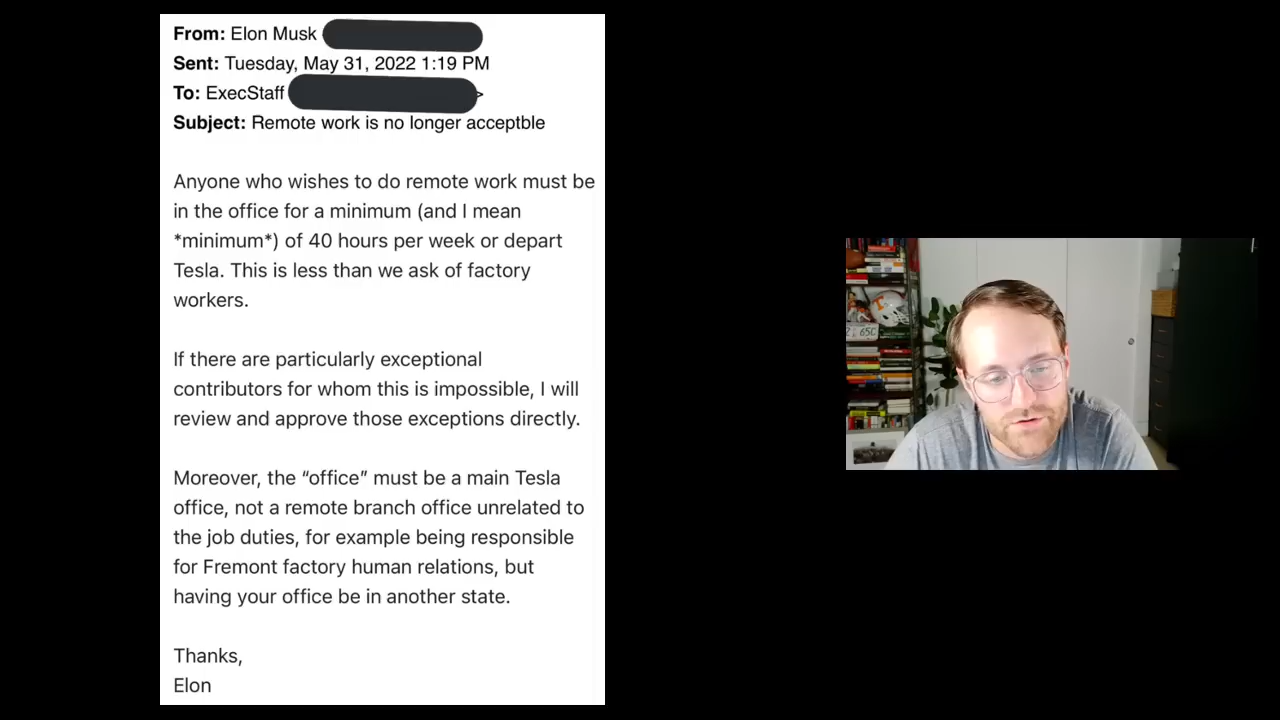 From: Elon Musk
Sent: Tuesday, May 31, 2022 1:19 PM
To: ExecStaff >
Subject: Remote work is no longer acceptble
Anyone who wishes to do remote work must be
in the office for a minimum (and I mean
*minimum*) of 40 hours per week or depart
Tesla. This is less than we ask of factory
workers.
If there are particularly exceptional
contributors for whom this is impossible, I will
review and approve those exceptions directly.
Moreover, the “office” must be a main Tesla
office, not a remote branch office unrelated to
the job duties, for example being responsible
for Fremont factory human relations, but
having your office be in another state.
Thanks,
Elon